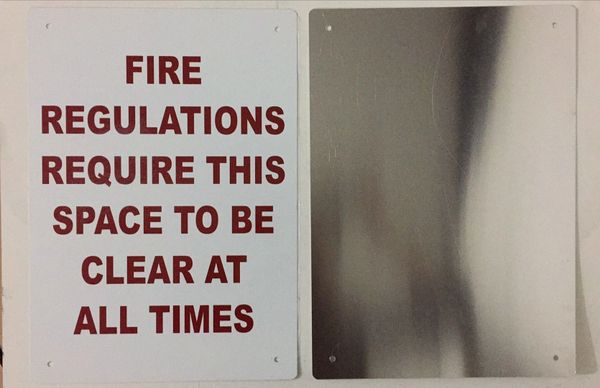 FIRE
REGULATIONS
REQUIRE THIS
SPACE TO BE
CLEAR AT
ALL TIMES